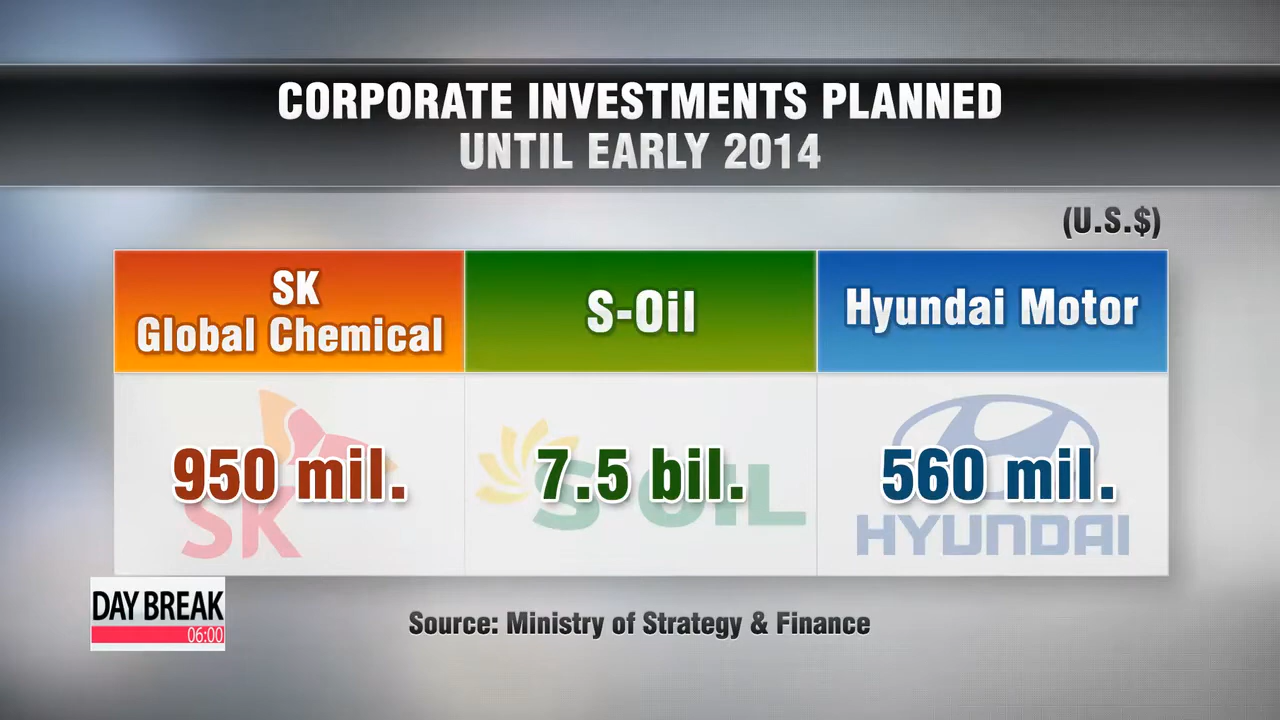 CORPORATE INVESTMENTS PLANNED
UNTIL EARLY 2014
(U.S.$)
SK
Global Chemical
S-Oil
Hyundai Motor
950 mil.
SK
7.5 bil.
S-OIL
560 mil.
HYUNDAI
DAY BREAK
06:00
Source: Ministry of Strategy & Finance